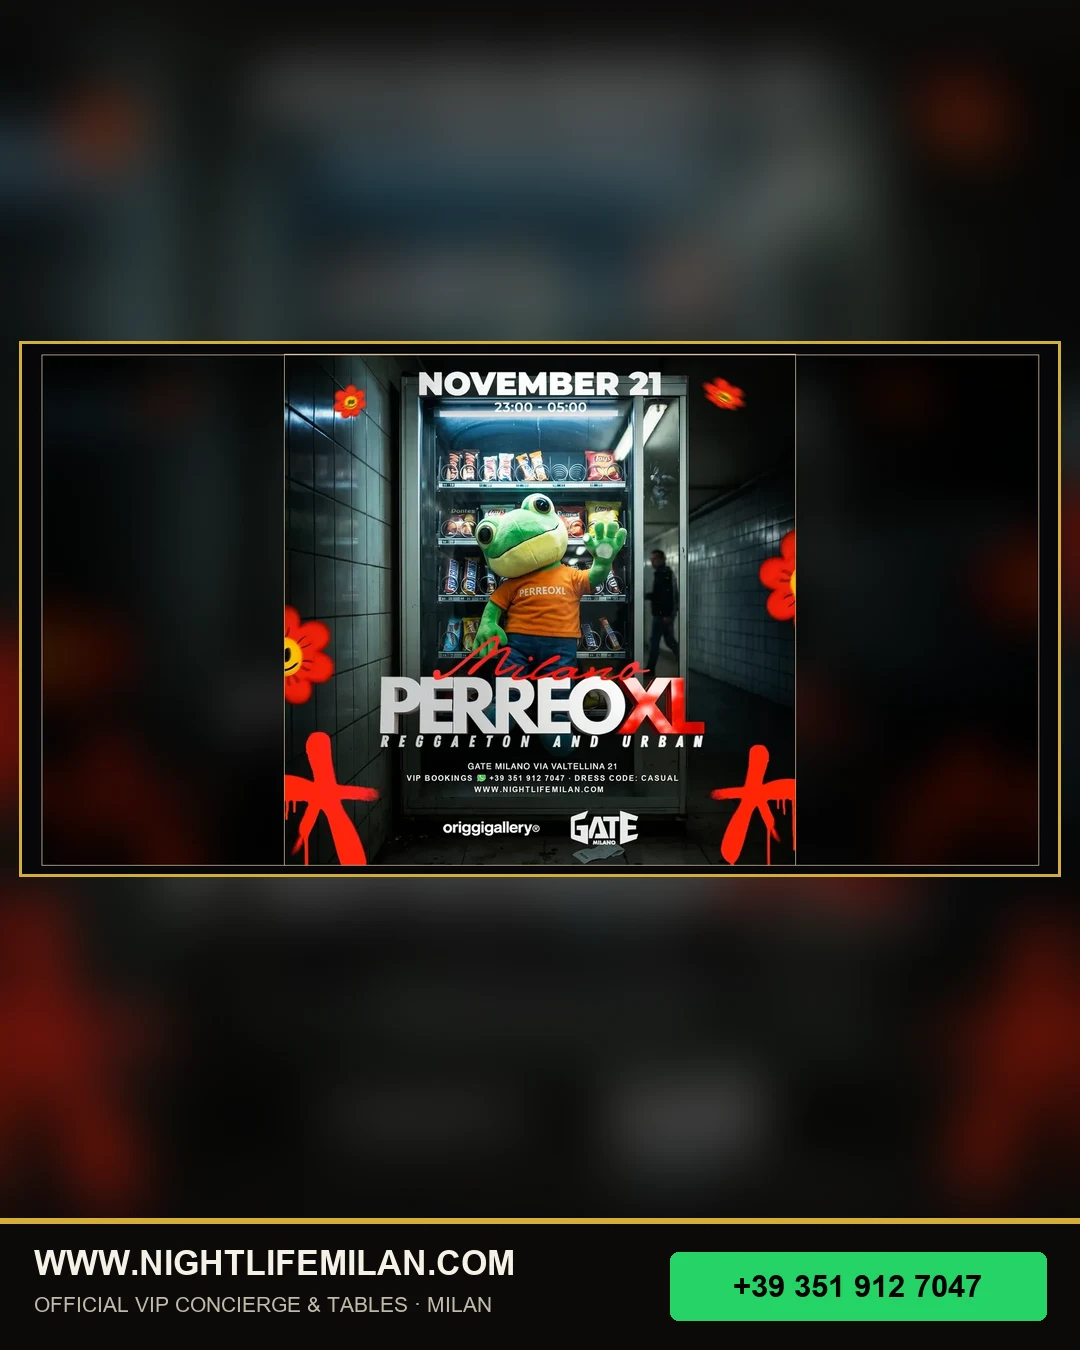 NOVEMBER 21
23:00 - 05:00
PERREOXL
Milano
PERREOXL
REGGAETON AND URBAN
GATE MILANO VIA VALTELLINA 21
VIP BOOKINGS +39 351 912 7047 · DRESS CODE: CASUAL
WWW.NIGHTLIFEMILAN.COM
origgigallery®
GATE
MILANO
WWW.NIGHTLIFEMILAN.COM
OFFICIAL VIP CONCIERGE & TABLES · MILAN
+39 351 912 7047